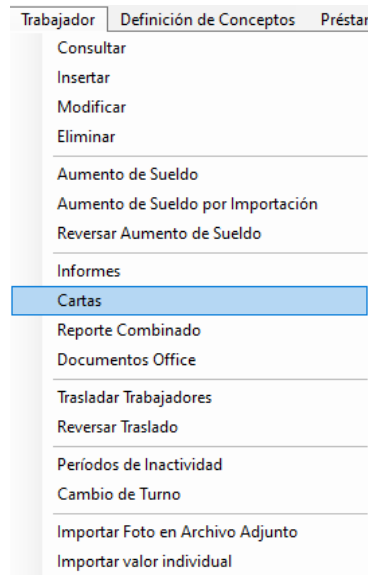 Trabajador Definición de Conceptos Préstar
Consultar
Insertar
Modificar
Eliminar
Aumento de Sueldo
Aumento de Sueldo por Importación
Reversar Aumento de Sueldo
Informes
Cartas
Reporte Combinado
Documentos Office
Trasladar Trabajadores
Reversar Traslado
Períodos de Inactividad
Cambio de Turno
Importar Foto en Archivo Adjunto
Importar valor individual